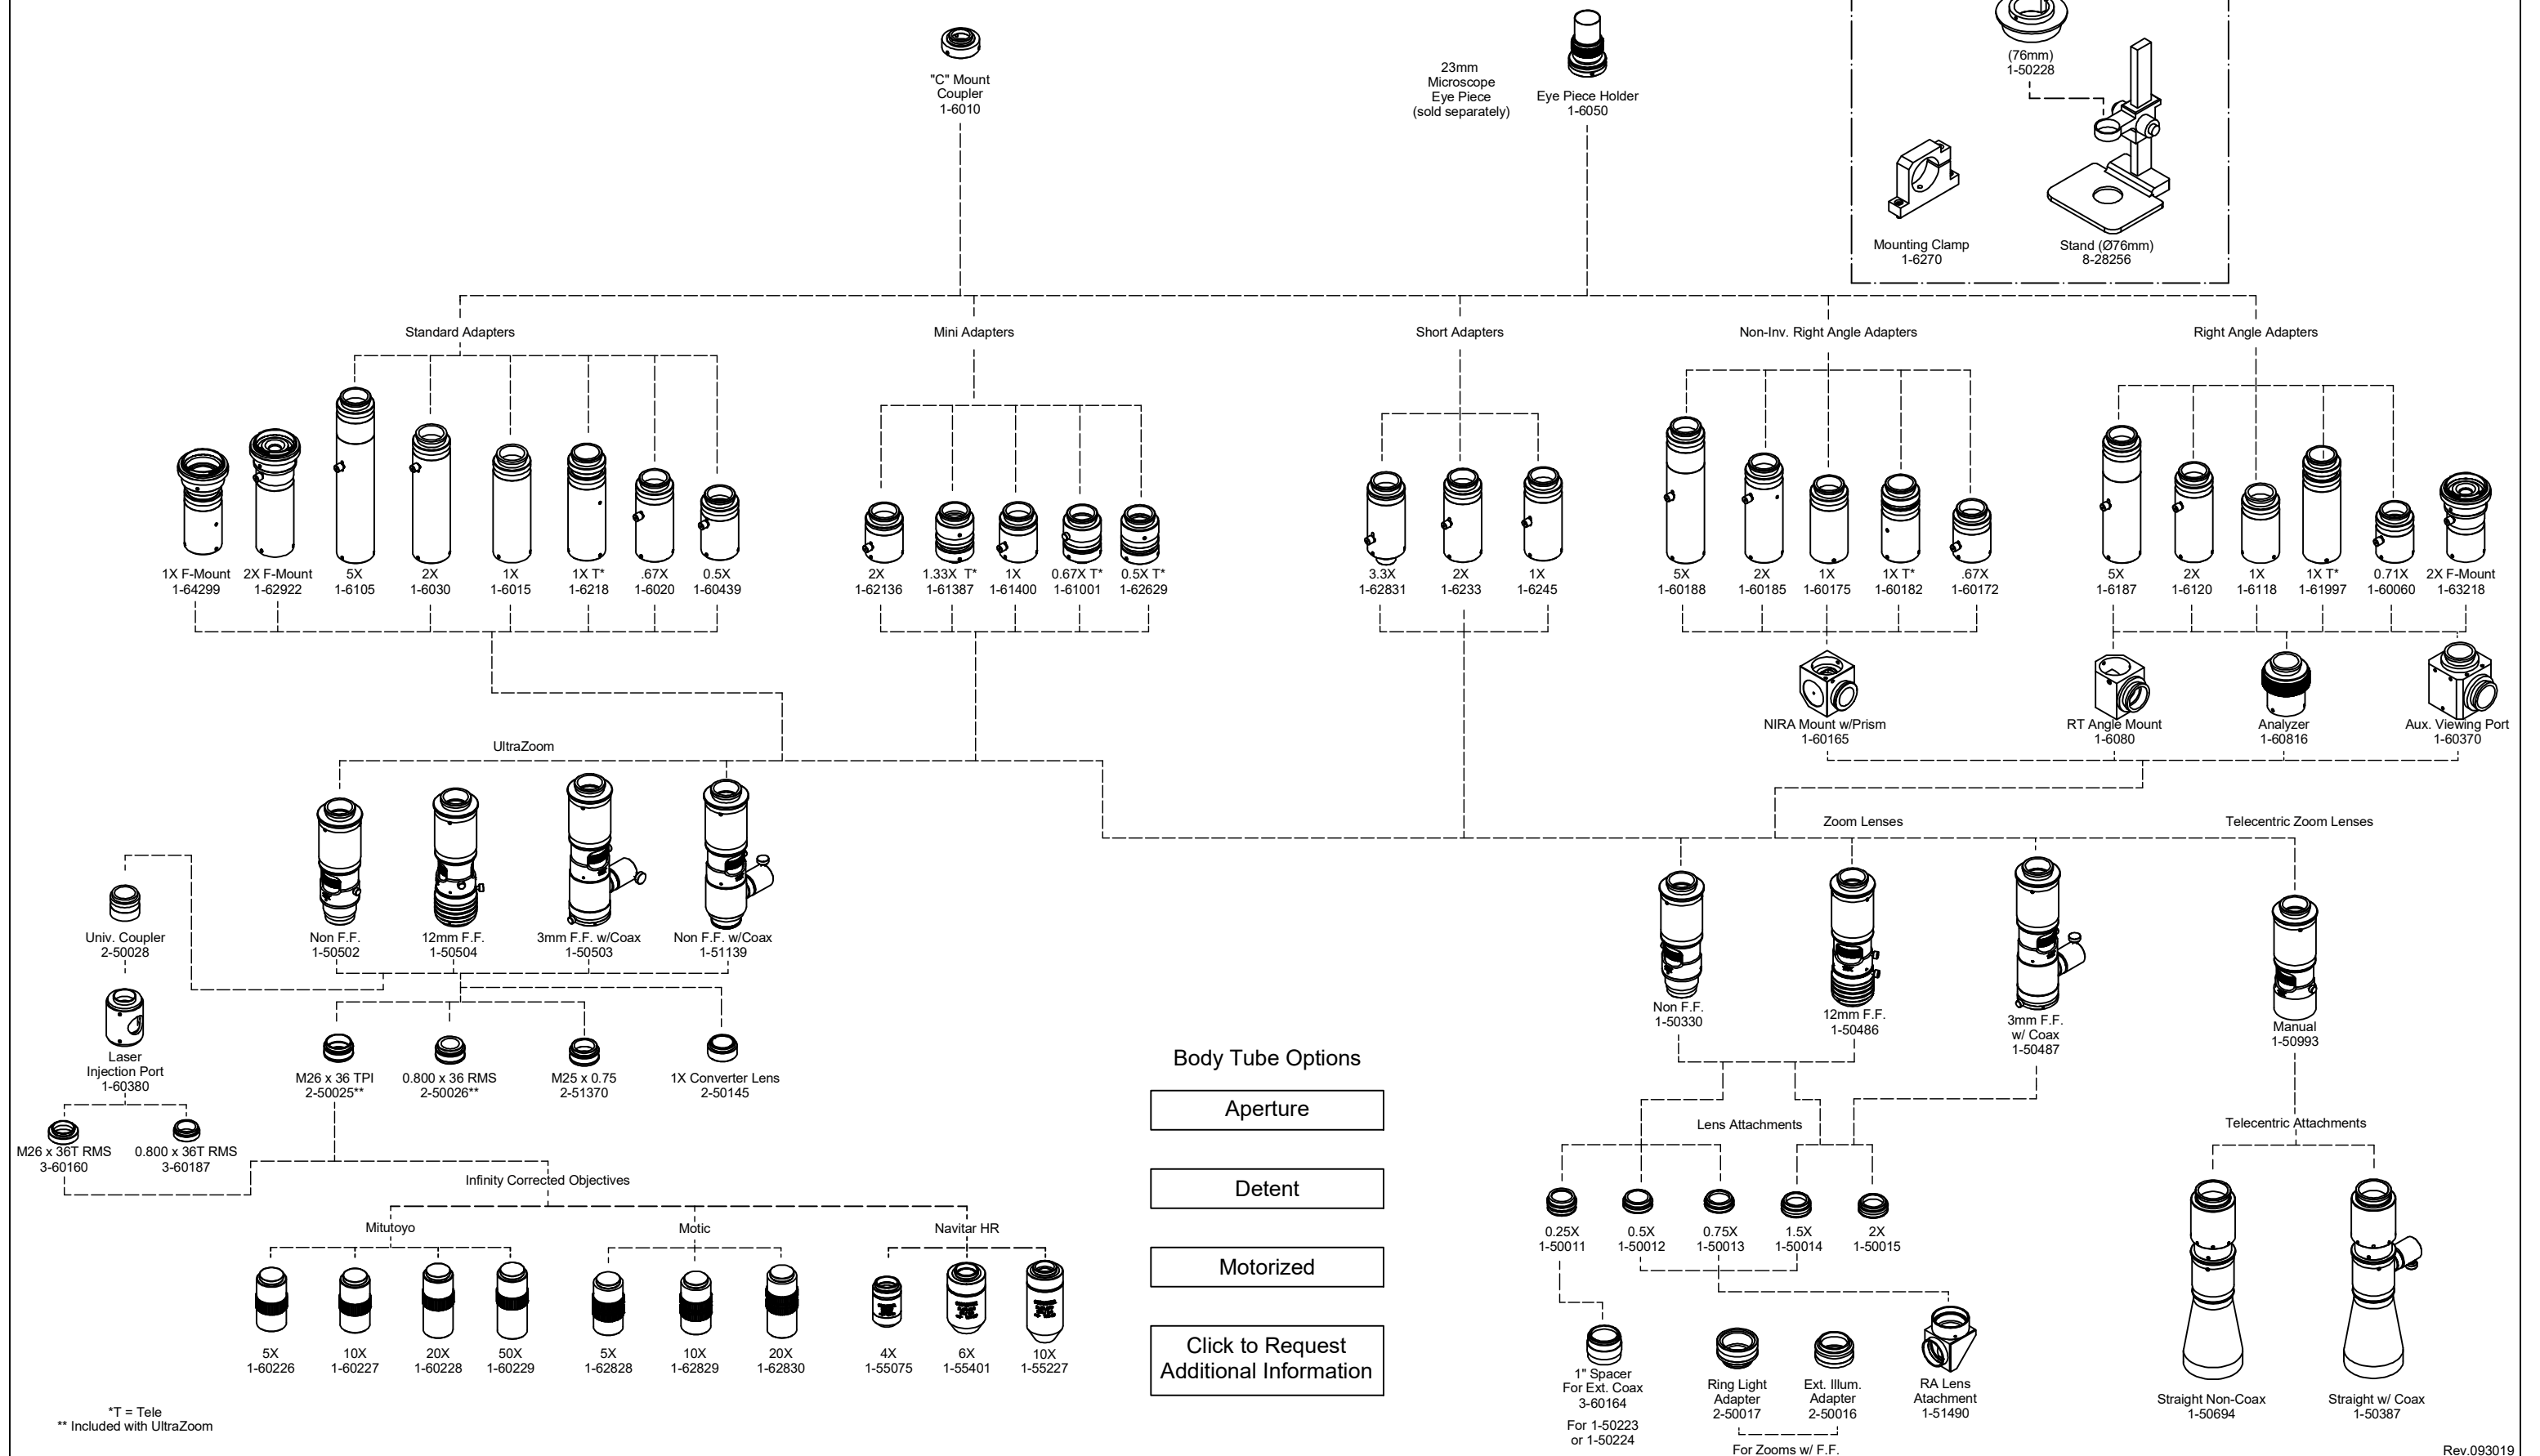 "C" Mount
Coupler
1-6010
23mm
Microscope
Eye Piece
(sold separately)
Eye Piece Holder
1-6050
(76mm)
1-50228
Mounting Clamp
1-6270
Stand (Ø76mm)
8-28256
Standard Adapters
Mini Adapters
Short Adapters
Non-Inv. Right Angle Adapters
Right Angle Adapters
1X F-Mount
1-64299
2X F-Mount
1-62922
5X
1-6105
2X
1-6030
1X
1-6015
1X T*
1-6218
.67X
1-6020
0.5X
1-60439
2X
1-62136
1.33X T*
1-61387
1X
1-61400
0.67X T*
1-61001
0.5X T*
1-62629
3.3X
1-62831
2X
1-6233
1X
1-6245
5X
1-60188
2X
1-60185
1X
1-60175
1X T*
1-60182
.67X
1-60172
5X
1-6187
2X
1-6120
1X
1-6118
1X T*
1-61997
0.71X
1-60060
2X F-Mount
1-63218
NIRA Mount w/Prism
1-60165
RT Angle Mount
1-6080
Analyzer
1-60816
Aux. Viewing Port
1-60370
UltraZoom
Zoom Lenses
Telecentric Zoom Lenses
Univ. Coupler
2-50028
Non F.F.
1-50502
12mm F.F.
1-50504
3mm F.F. w/Coax
1-50503
Non F.F. w/Coax
1-51139
Non F.F.
1-50330
12mm F.F.
1-50486
3mm F.F.
w/ Coax
1-50487
Manual
1-50993
Laser
Injection Port
1-60380
M26 x 36 TPI
2-50025**
0.800 x 36 RMS
2-50026**
M25 x 0.75
2-51370
1X Converter Lens
2-50145
M26 x 36T RMS
3-60160
0.800 x 36T RMS
3-60187
Body Tube Options
Aperture
Detent
Motorized
Click to Request
Additional Information
Lens Attachments
Telecentric Attachments
Infinity Corrected Objectives
Mitutoyo
Motic
Navitar HR
0.25X
1-50011
0.5X
1-50012
0.75X
1-50013
1.5X
1-50014
2X
1-50015
5X
1-60226
10X
1-60227
20X
1-60228
50X
1-60229
5X
1-62828
10X
1-62829
20X
1-62830
4X
1-55075
6X
1-55401
10X
1-55227
1" Spacer
For Ext. Coax
3-60164
For 1-50223
or 1-50224
Ring Light
Adapter
2-50017
Ext. Illum.
Adapter
2-50016
For Zooms w/ F.F.
RA Lens
Atachment
1-51490
Straight Non-Coax
1-50694
Straight w/ Coax
1-50387
*T = Tele
** Included with UltraZoom
Rev.093019